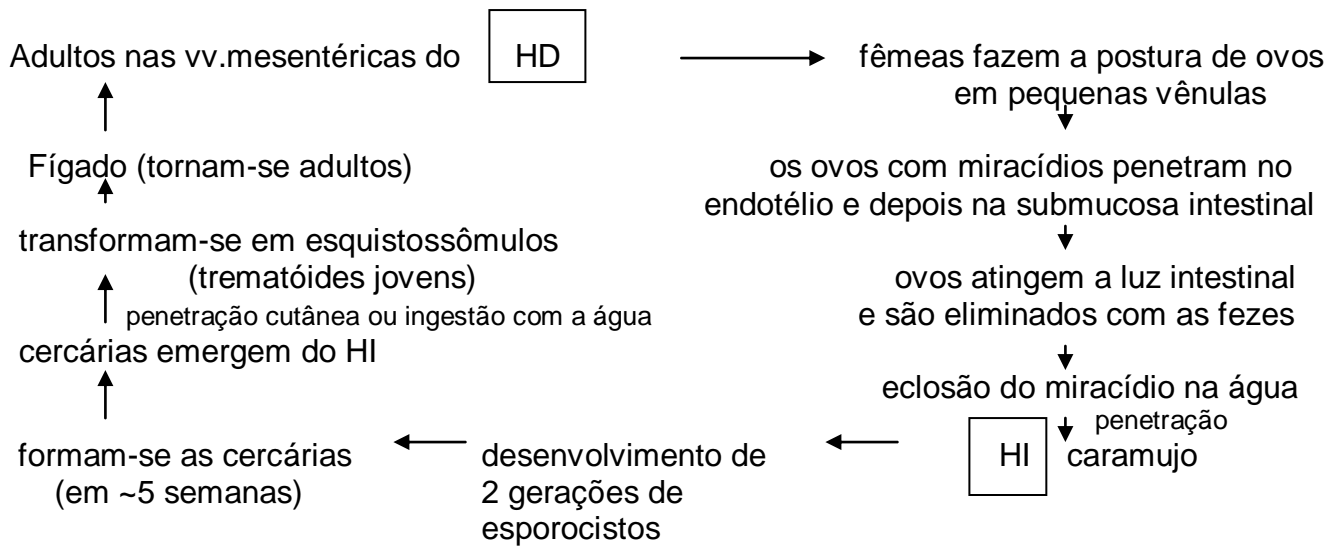 Adultos nas vv.mesentéricas do HD
fêmeas fazem a postura de ovos
em pequenas vênulas
os ovos com miracídios penetram no
endotélio e depois na submucosa intestinal
ovos atingem a luz intestinal
e são eliminados com as fezes
eclosão do miracídio na água
penetração
HI caramujo
desenvolvimento de
2 gerações de
esporocistos
formam-se as cercárias
(em ~5 semanas)
cercárias emergem do HI
penetração cutânea ou ingestão com a água
transformam-se em esquistossômulos
(trematóides jovens)
Fígado (tornam-se adultos)